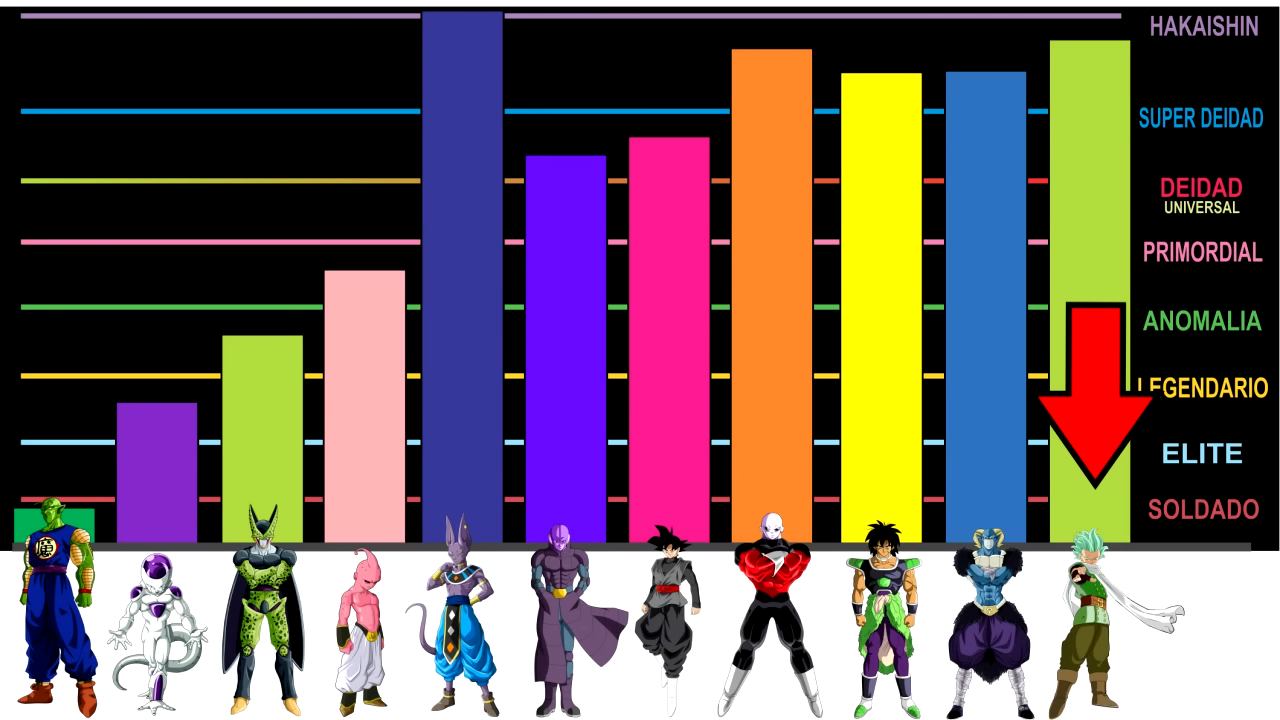 HAKAISHIN
SUPER DEIDAD
DEIDAD
UNIVERSAL
PRIMORDIAL
ANOMALIA
LEGENDARIO
ELITE
SOLDADO